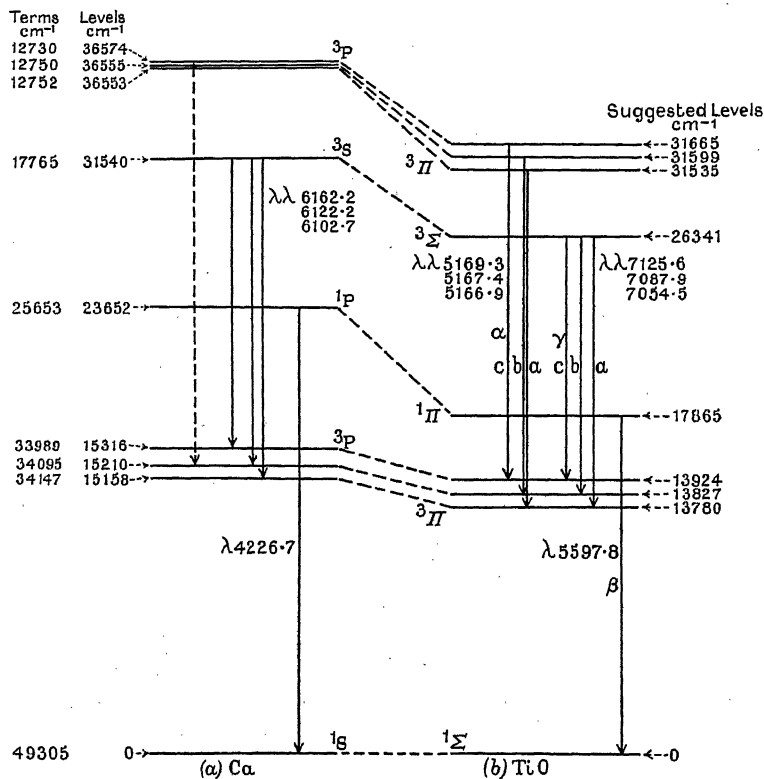 Terms Levels
cm⁻¹ cm⁻¹
12730 36574
12750 36555
12752 36553
³P
Suggested Levels
cm⁻¹
31665
31599
31535
³Π
17765 31540
³S
λλ 6162·2
6122·2
6102·7
³Σ
26341
λλ 5169·3
5167·4
5166·9
λλ 7125·6
7087·9
7054·5
25653 23652
¹P
α
c b a
γ
c b a
¹Π
17865
33989 15316
34095 15210
34147 15158
³P
13924
13827
13780
³Π
λ 4226·7
λ 5597·8
β
49305 0
¹S
¹Σ
0
(a) Ca
(b) Ti O